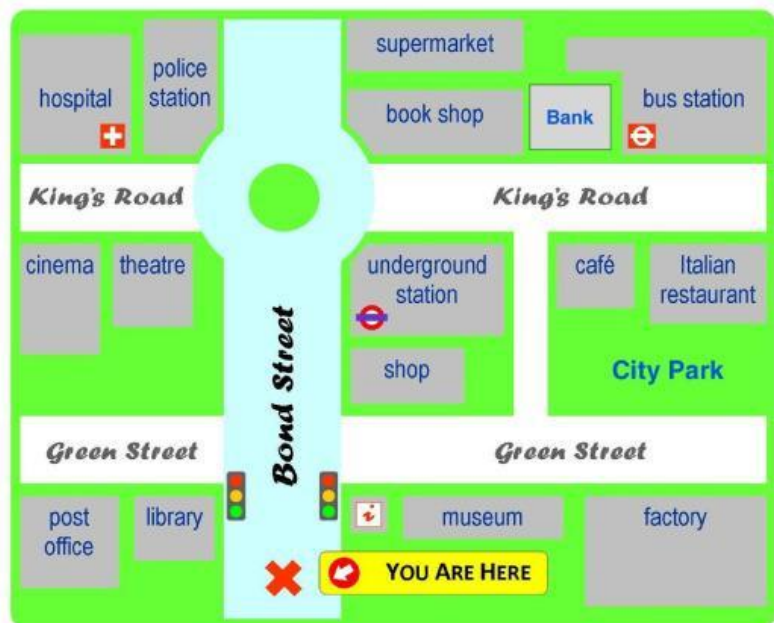 supermarket
police
station
hospital
book shop
Bank
bus station
King's Road
King's Road
cinema
theatre
underground
station
café
Italian
restaurant
shop
City Park
Bond Street
Green Street
Green Street
post
office
library
i
museum
factory
YOU ARE HERE